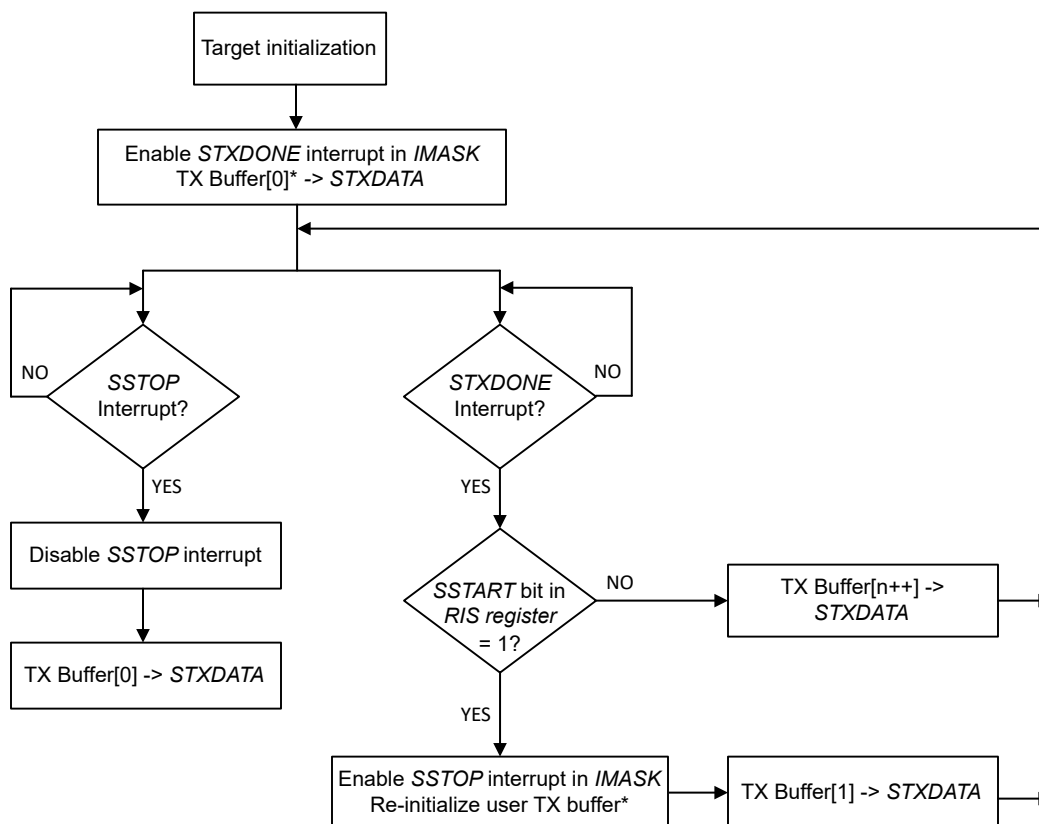 Target initialization
Enable STXDONE interrupt in IMASK
TX Buffer[0]* -> STXDATA
NO
SSTOP
Interrupt?
YES
Disable SSTOP interrupt
TX Buffer[0] -> STXDATA
STXDONE
Interrupt?
NO
YES
SSTART bit in
RIS register
= 1?
NO
TX Buffer[n++] ->
STXDATA
YES
Enable SSTOP interrupt in IMASK
Re-initialize user TX buffer*
TX Buffer[1] -> STXDATA